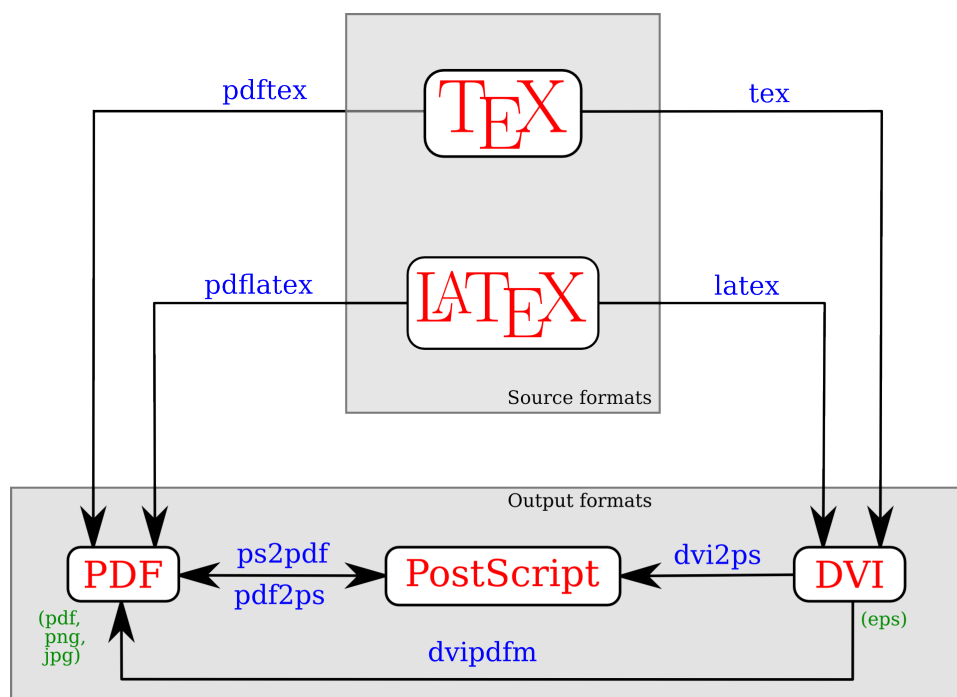 pdftex
TEX
tex
pdflatex
LATEX
latex
Source formats
Output formats
PDF
ps2pdf
pdf2ps
PostScript
dvi2ps
DVI
(pdf,
png,
jpg)
(eps)
dvipdfm